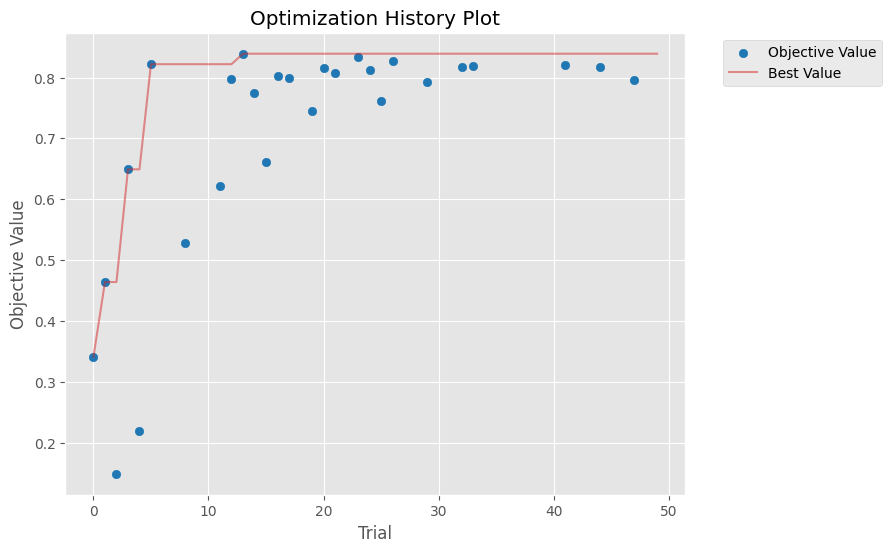 Optimization History Plot
Objective Value
Best Value
Objective Value
0.8
0.7
0.6
0.5
0.4
0.3
0.2
0 10 20 30 40 50
Trial